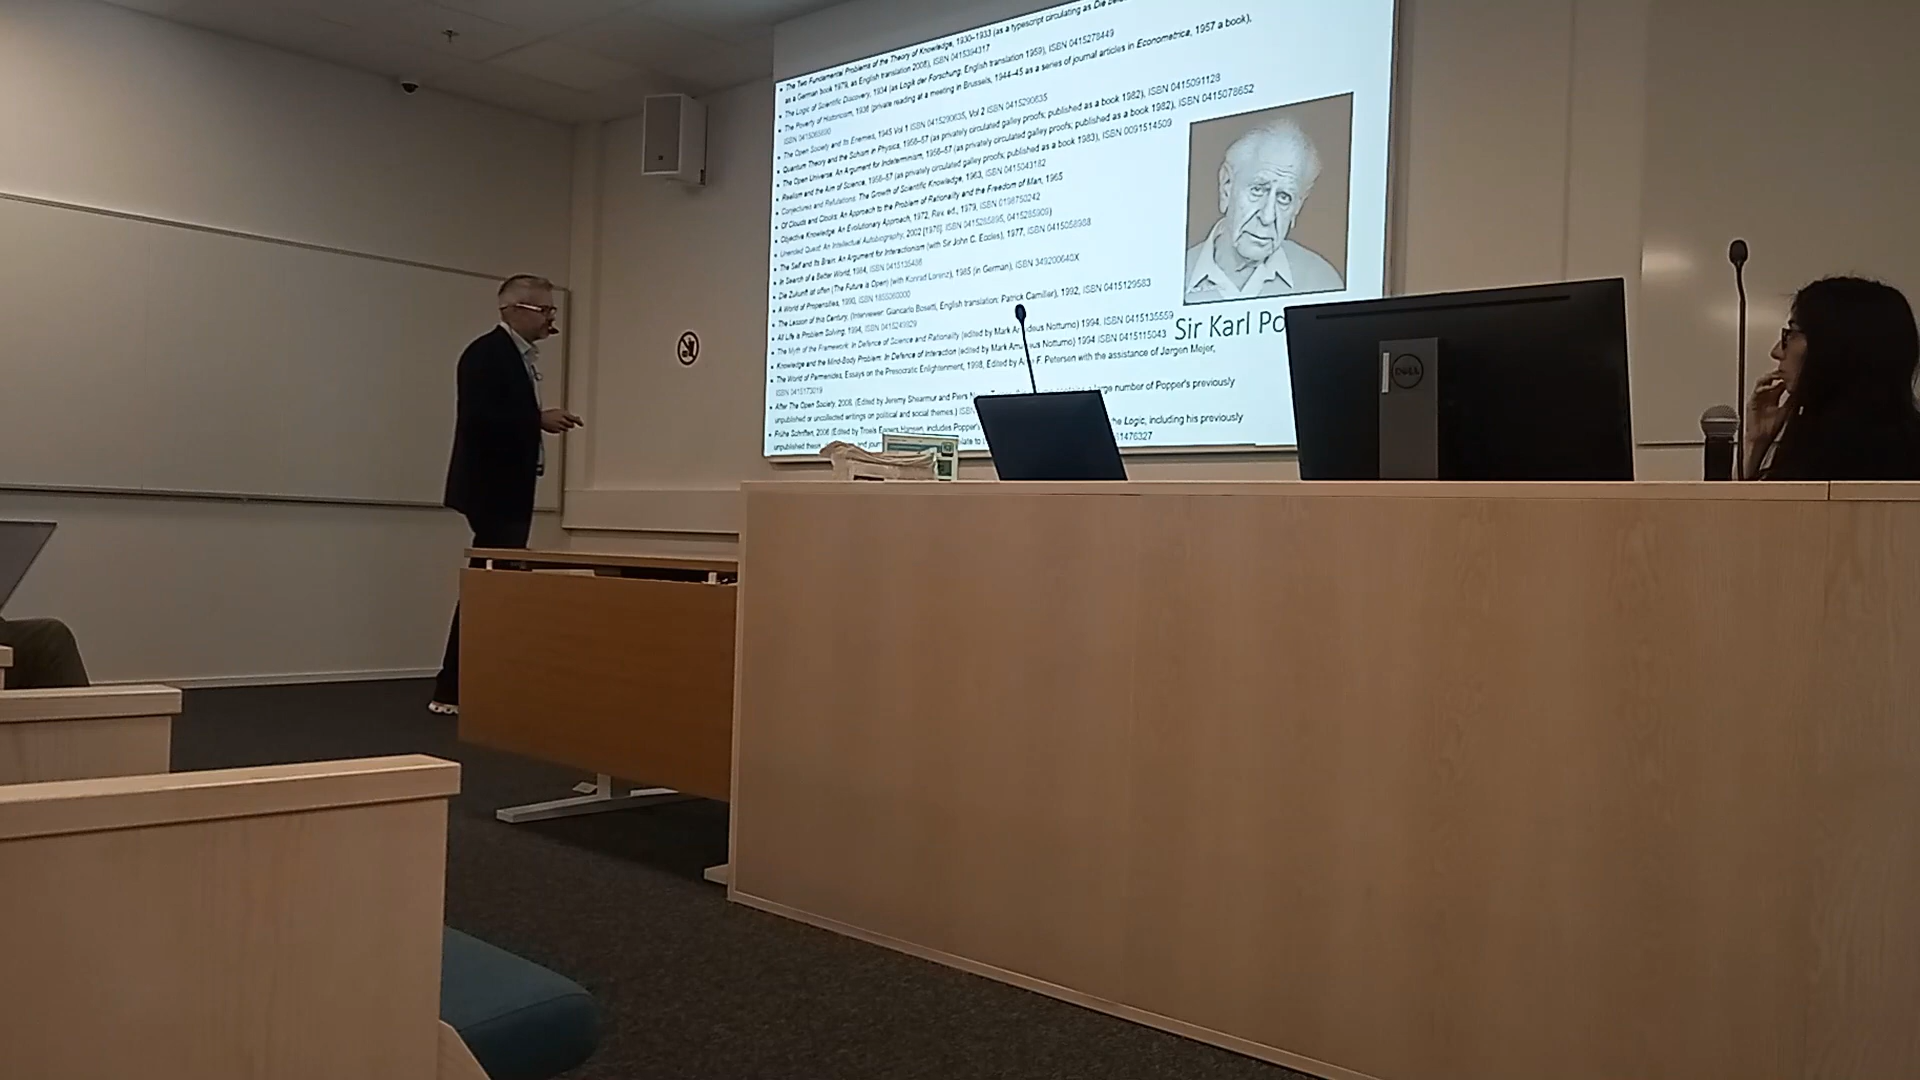 • The Two Fundamental Problems of the Theory of Knowledge, 1930–1933 (as a typescript circulating as Die
as a German book 1979, as English translation 2008), ISBN 0415394317
• The Logic of Scientific Discovery, 1934 (as Logik der Forschung, English translation 1959), ISBN 0415278449
• The Poverty of Historicism, 1936 (private reading at a meeting in Brussels, 1944–45 as a series of journal articles in Econometrica, 1957 a book),
ISBN
• The Open Society and Its Enemies, 1945 Vol 1 ISBN 0415290635, Vol 2 ISBN 0415290635
• Quantum Theory and the Schism in Physics, 1956–57 (as privately circulated galley proofs; published as a book 1982), ISBN 0415091128
• The Open Universe: An Argument for Indeterminism, 1956–57 (as privately circulated galley proofs; published as a book 1982), ISBN 0415078652
• Realism and the Aim of Science, 1956–57 (as privately circulated galley proofs; published as a book 1983), ISBN 0091514509
• Conjectures and Refutations: The Growth of Scientific Knowledge, 1963, ISBN 0415043182
• Of Clouds and Clocks: An Approach to the Problem of Rationality and the Freedom of Man, 1965
• Objective Knowledge: An Evolutionary Approach, 1972, Rev. ed., 1979, ISBN 0198750242
• Unended Quest: An Intellectual Autobiography, 2002 [1976] ISBN 0415285895, 0415285909)
• The Self and Its Brain: An Argument for Interactionism (with Sir John C. Eccles), 1977, ISBN 0415058988
• In Search of a Better World, 1984, ISBN 0415135486
• Die Zukunft ist offen (The Future is Open) (with Konrad Lorenz), 1985 (in German), ISBN 349200640X
• A World of Propensities, 1990, ISBN 1855060000
• The Lesson of this Century, (Interviewer: Giancarlo Bosetti, English translation: Patrick Camiller), 1992, ISBN 0415129583
• All Life is Problem Solving, 1994, ISBN 0415249929
• The Myth of the Framework: In Defence of Science and Rationality (edited by Mark Amadeus Notturno) 1994. ISBN 0415135559
• Knowledge and the Mind-Body Problem: In Defence of Interaction (edited by Mark Amadeus Notturno) 1994 ISBN 0415115043
• The World of Parmenides, Essays on the Presocratic Enlightenment, 1998, Edited by F. Petersen with the assistance of Jørgen Mejer,
ISBN 0415173019
• After The Open Society, 2008. (Edited by Jeremy Shearmur and Piers large number of Popper's previously
unpublished or uncollected writings on political and social themes.) ISBN
• Frühe Schriften, 2006 (Edited by Troels Eggers Hansen, includes Popper's Logic, including his previously
unpublished thesis, and
Sir Karl Po
DELL